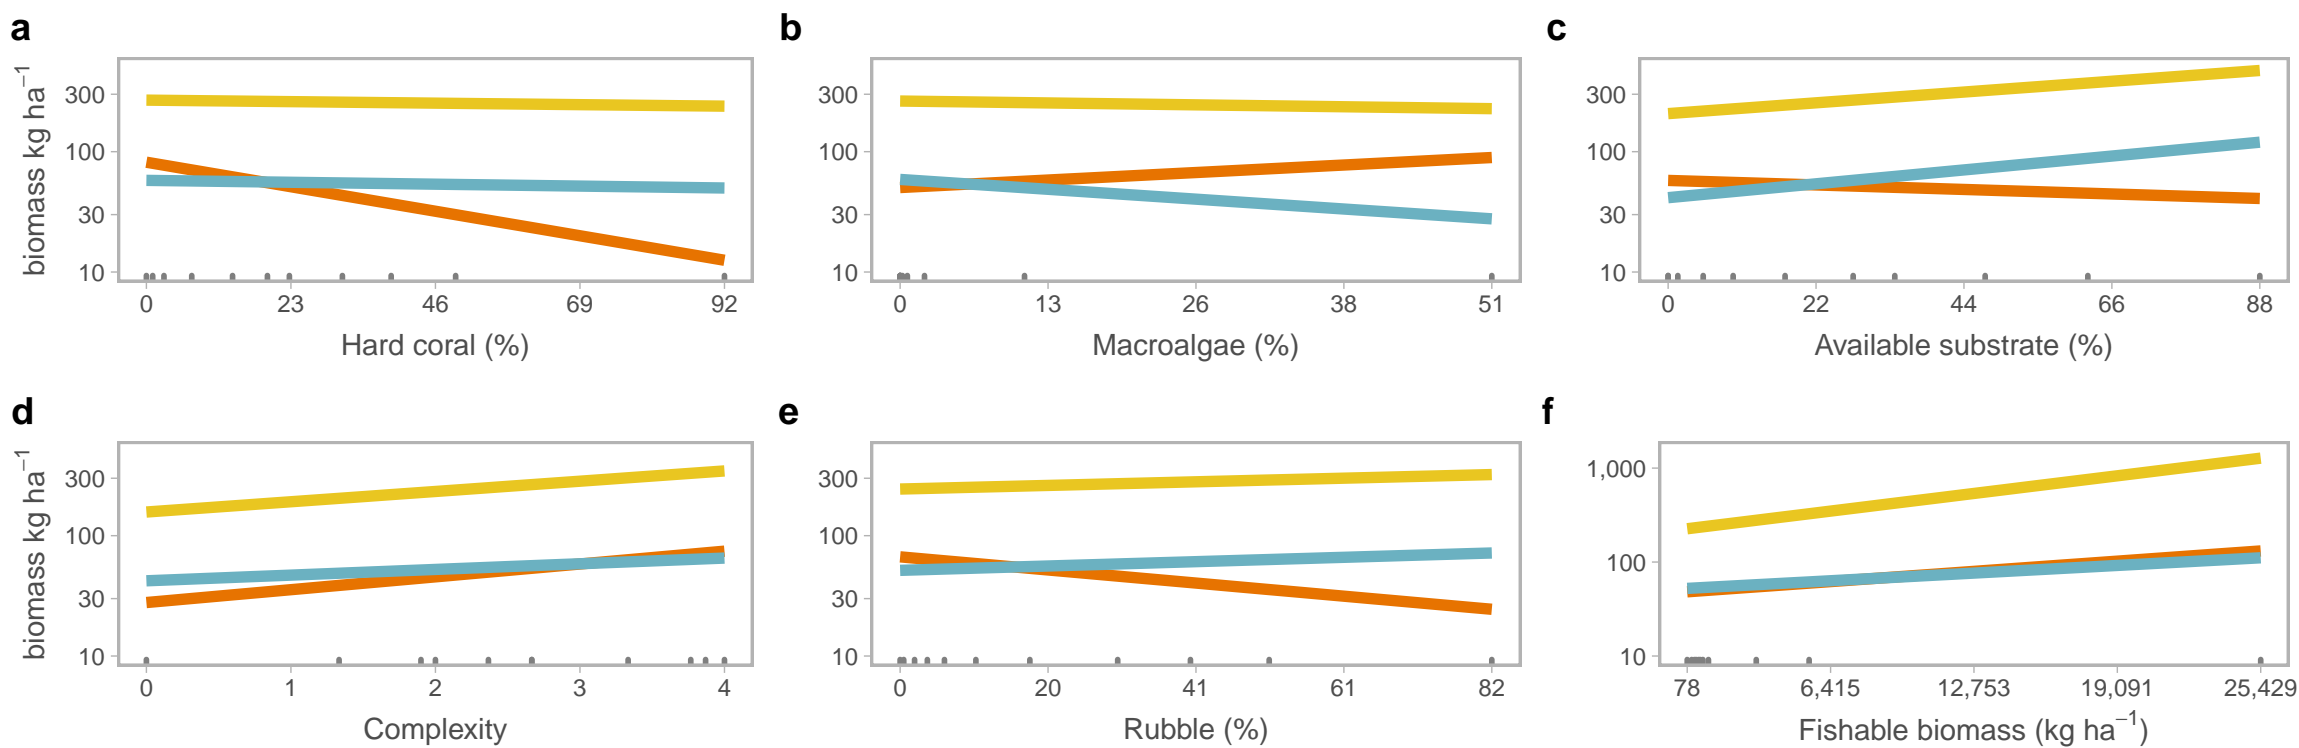 a
b
c
biomass kg ha−1
300
100
30
10
0 23 46 69 92
Hard coral (%)
300
100
30
10
0 13 26 38 51
Macroalgae (%)
300
100
30
10
0 22 44 66 88
Available substrate (%)
d
e
f
biomass kg ha−1
300
100
30
10
0 1 2 3 4
Complexity
300
100
30
10
0 20 41 61 82
Rubble (%)
1,000
100
10
78 6,415 12,753 19,091 25,429
Fishable biomass (kg ha−1)